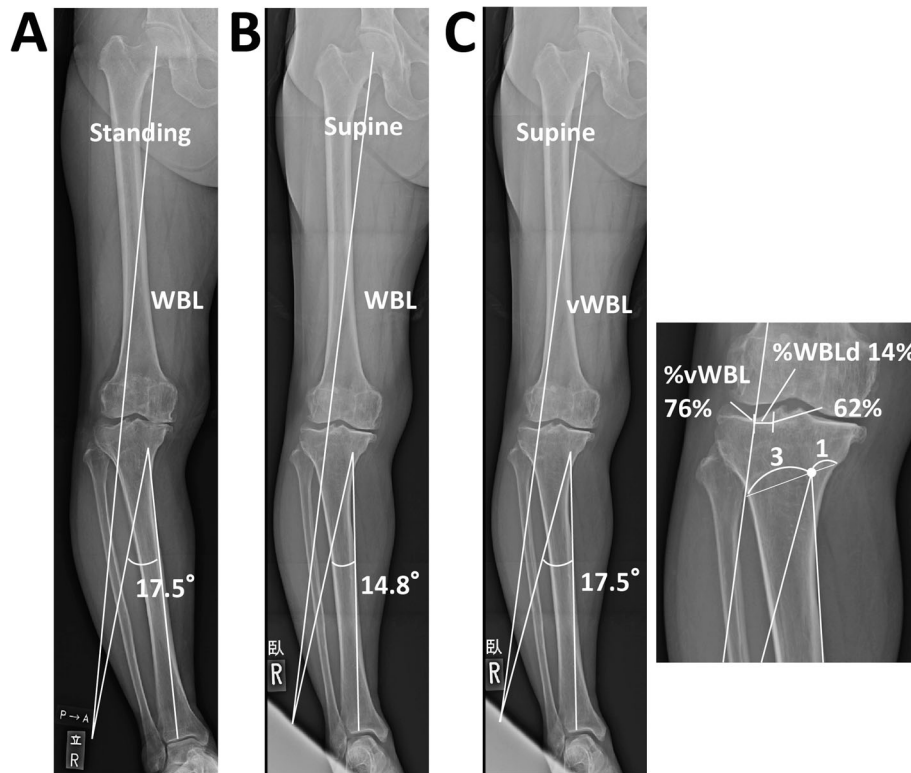 A
B
C
Standing
Supine
Supine
WBL
WBL
vWBL
%WBLd 14%
%vWBL
76%
62%
3
1
17.5°
14.8°
17.5°
P→A
立
R
臥
R
臥
R